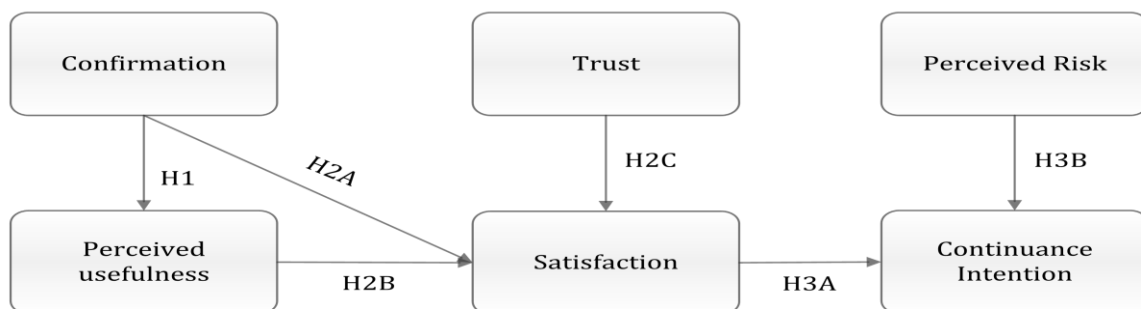 Confirmation
Trust
Perceived Risk
H1
H2A
H2C
H3B
Perceived
usefulness
H2B
Satisfaction
H3A
Continuance
Intention